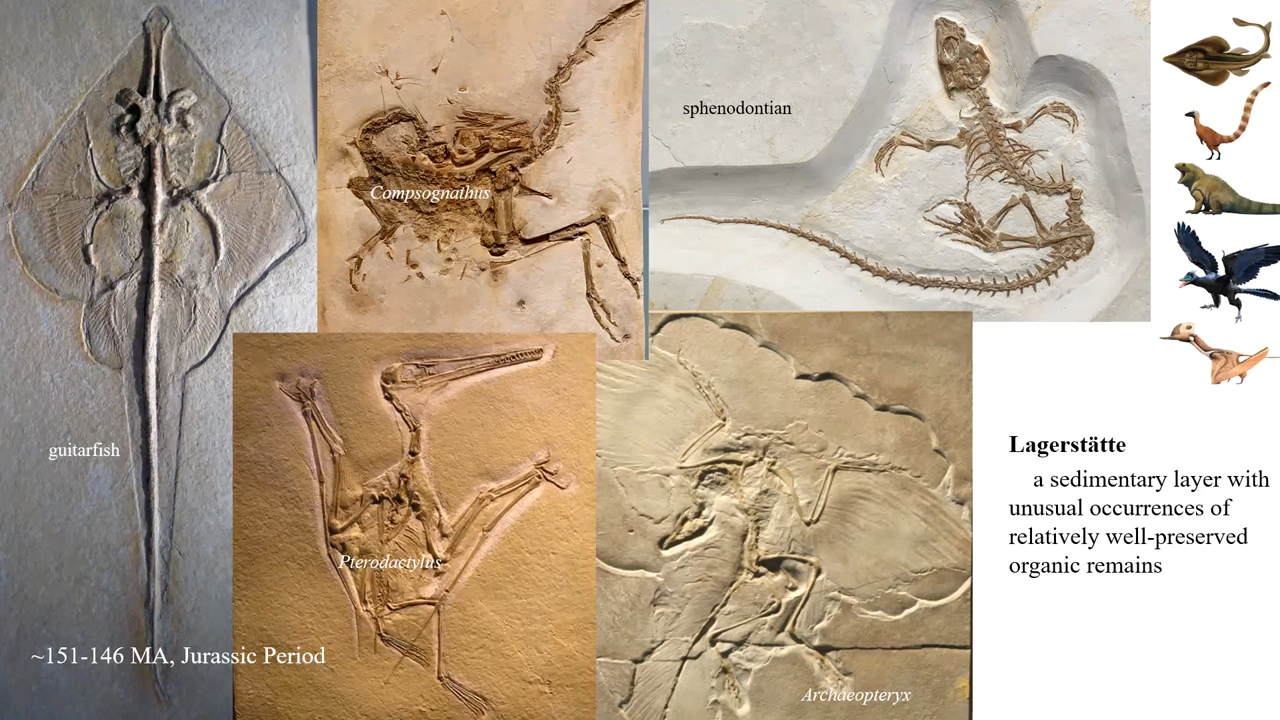 sphenodontian
Compsognathus
guitarfish
Pterodactylus
~151-146 MA, Jurassic Period
Archaeopteryx
Lagerstätte
a sedimentary layer with
unusual occurrences of
relatively well-preserved
organic remains